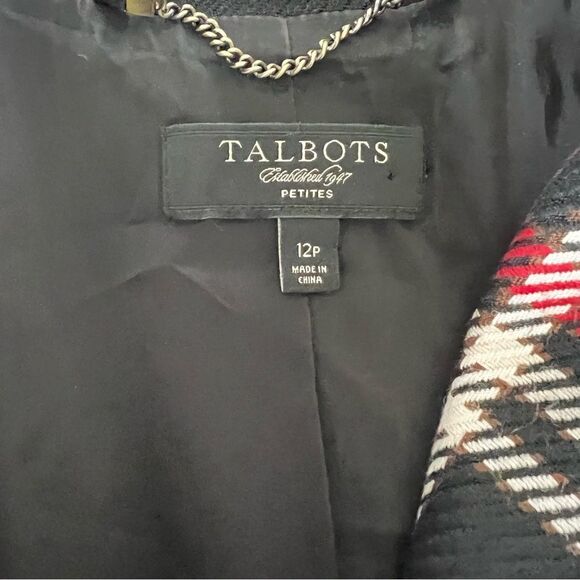 TALBOTS
Established 1947
PETITES
12P
MADE IN
CHINA